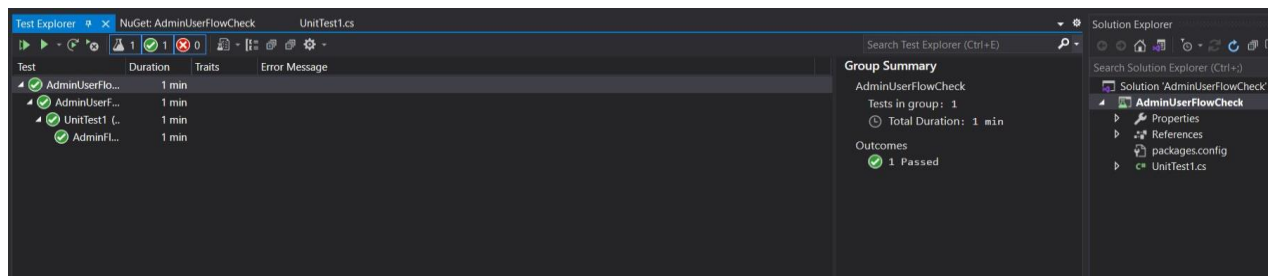 Test Explorer NuGet: AdminUserFlowCheck UnitTest1.cs
1 1 0
Search Test Explorer (Ctrl+E)
Test Duration Traits Error Message
AdminUserFlo... 1 min
AdminUserF... 1 min
UnitTest1 (.. 1 min
AdminFl... 1 min
Group Summary
AdminUserFlowCheck
Tests in group: 1
Total Duration: 1 min
Outcomes
1 Passed
Solution Explorer
Search Solution Explorer (Ctrl+;)
Solution 'AdminUserFlowCheck'
AdminUserFlowCheck
Properties
References
packages.config
C# UnitTest1.cs